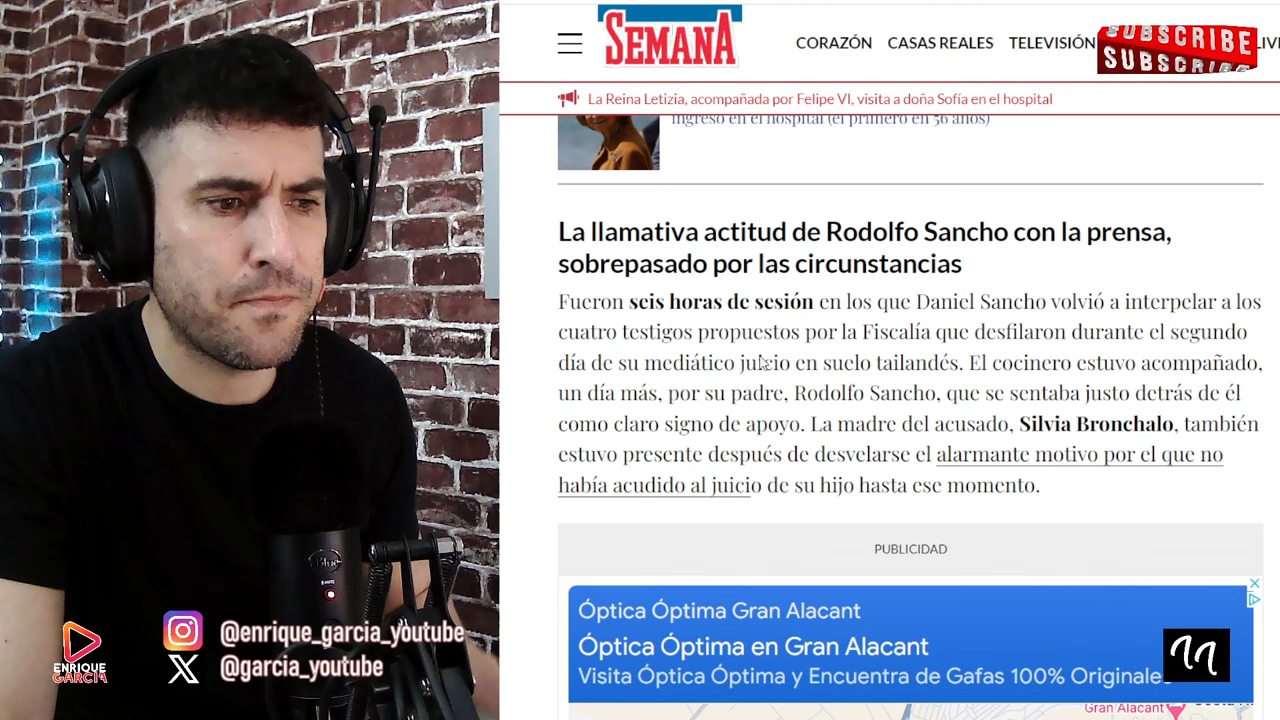 SEMANA
CORAZÓN CASAS REALES TELEVISIÓN
SUBSCRIBE
SUBSCRIBE
La Reina Letizia, acompañada por Felipe VI, visita a doña Sofía en el hospital
ingreso en el hospital (el primero en 56 años)
La llamativa actitud de Rodolfo Sancho con la prensa,
sobrepasado por las circunstancias
Fueron seis horas de sesión en los que Daniel Sancho volvió a interpelar a los
cuatro testigos propuestos por la Fiscalía que desfilaron durante el segundo
día de su mediático juicio en suelo tailandés. El cocinero estuvo acompañado,
un día más, por su padre, Rodolfo Sancho, que se sentaba justo detrás de él
como claro signo de apoyo. La madre del acusado, Silvia Bronchalo, también
estuvo presente después de desvelarse el alarmante motivo por el que no
había acudido al juicio de su hijo hasta ese momento.
PUBLICIDAD
Óptica Óptima Gran Alacant
Óptica Óptima en Gran Alacant
Visita Óptica Óptima y Encuentra de Gafas 100% Originales
Gran Alacant
blue
@enrique_garcia_youtube
@garcia_youtube
ENRIQUE
GARCIA